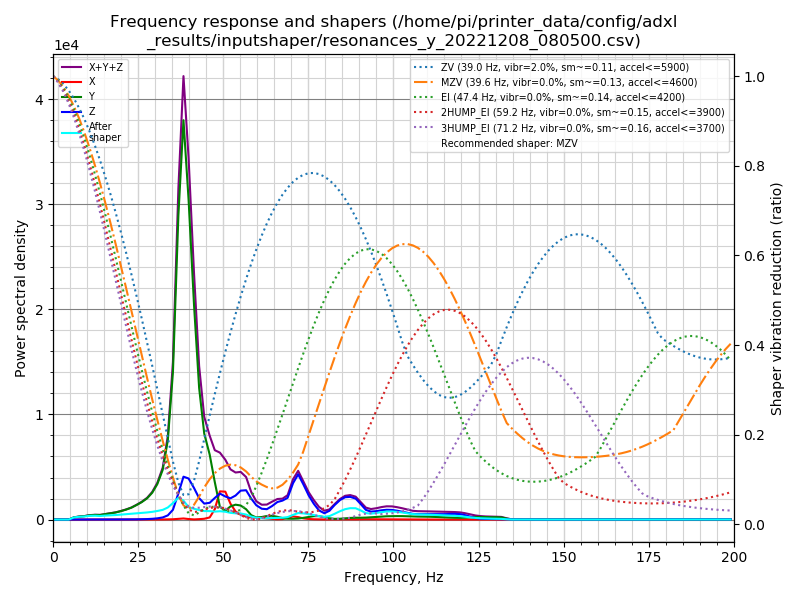 Frequency response and shapers (/home/pi/printer_data/config/adxl
_results/inputshaper/resonances_y_20221208_080500.csv)
1e4
X+Y+Z
X
Y
Z
After
shaper
ZV (39.0 Hz, vibr=2.0%, sm~=0.11, accel<=5900)
MZV (39.6 Hz, vibr=0.0%, sm~=0.13, accel<=4600)
EI (47.4 Hz, vibr=0.0%, sm~=0.14, accel<=4200)
2HUMP_EI (59.2 Hz, vibr=0.0%, sm~=0.15, accel<=3900)
3HUMP_EI (71.2 Hz, vibr=0.0%, sm~=0.16, accel<=3700)
Recommended shaper: MZV
4
3
2
1
0
Power spectral density
1.0
0.8
0.6
0.4
0.2
0.0
Shaper vibration reduction (ratio)
0 25 50 75 100 125 150 175 200
Frequency, Hz